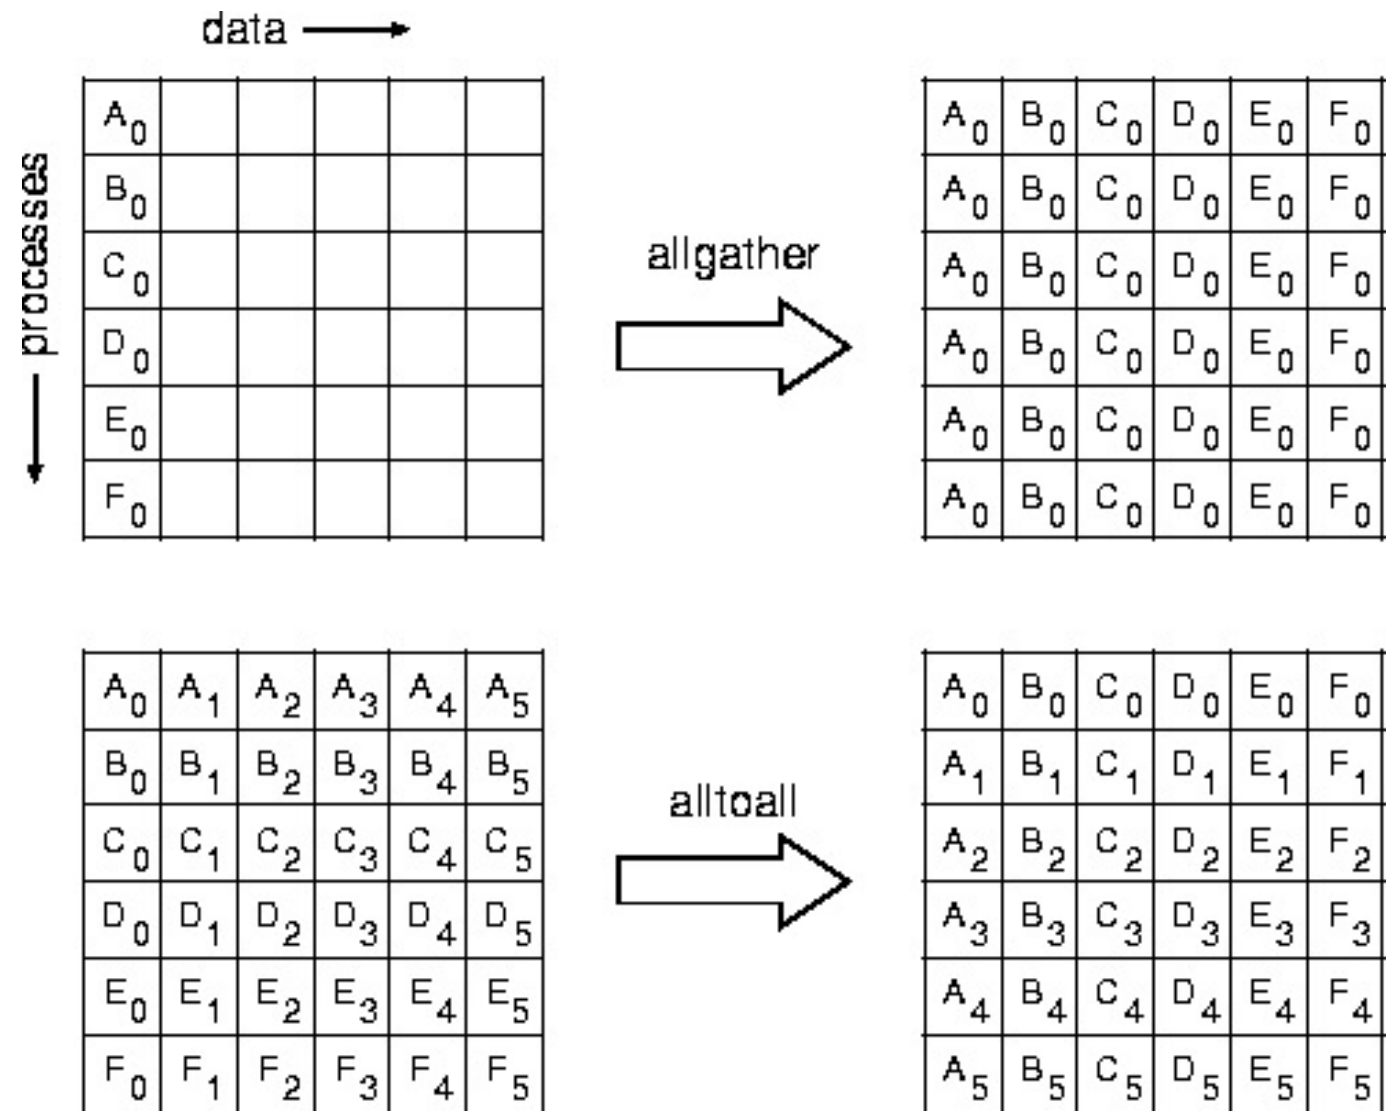 data
processes
A0
B0
C0
D0
E0
F0
allgather
A0 B0 C0 D0 E0 F0
A0 B0 C0 D0 E0 F0
A0 B0 C0 D0 E0 F0
A0 B0 C0 D0 E0 F0
A0 B0 C0 D0 E0 F0
A0 B0 C0 D0 E0 F0
A0 A1 A2 A3 A4 A5
B0 B1 B2 B3 B4 B5
C0 C1 C2 C3 C4 C5
D0 D1 D2 D3 D4 D5
E0 E1 E2 E3 E4 E5
F0 F1 F2 F3 F4 F5
alltoall
A0 B0 C0 D0 E0 F0
A1 B1 C1 D1 E1 F1
A2 B2 C2 D2 E2 F2
A3 B3 C3 D3 E3 F3
A4 B4 C4 D4 E4 F4
A5 B5 C5 D5 E5 F5